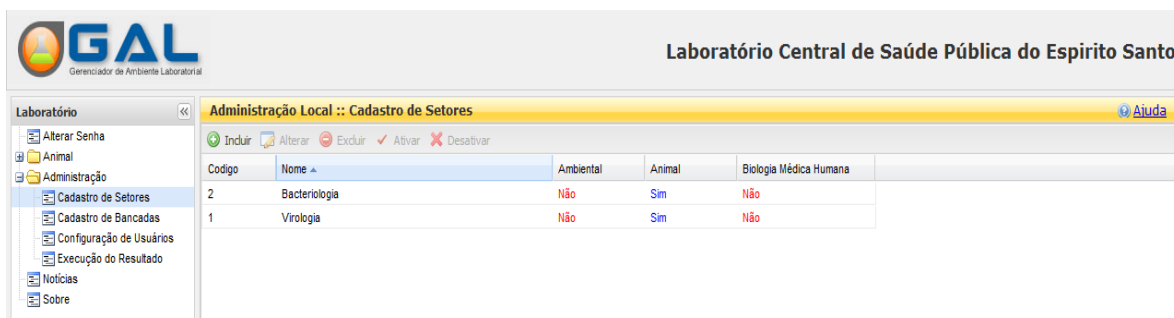 GAL
Gerenciador de Ambiente Laboratorial
Laboratório Central de Saúde Pública do Espirito Santo
Laboratório
Alterar Senha
Animal
Administração
Cadastro de Setores
Cadastro de Bancadas
Configuração de Usuários
Execução do Resultado
Notícias
Sobre
Administração Local :: Cadastro de Setores Ajuda
Incluir Alterar Excluir Ativar Desativar
Codigo Nome Ambiental Animal Biologia Médica Humana
2 Bacteriologia Não Sim Não
1 Virologia Não Sim Não